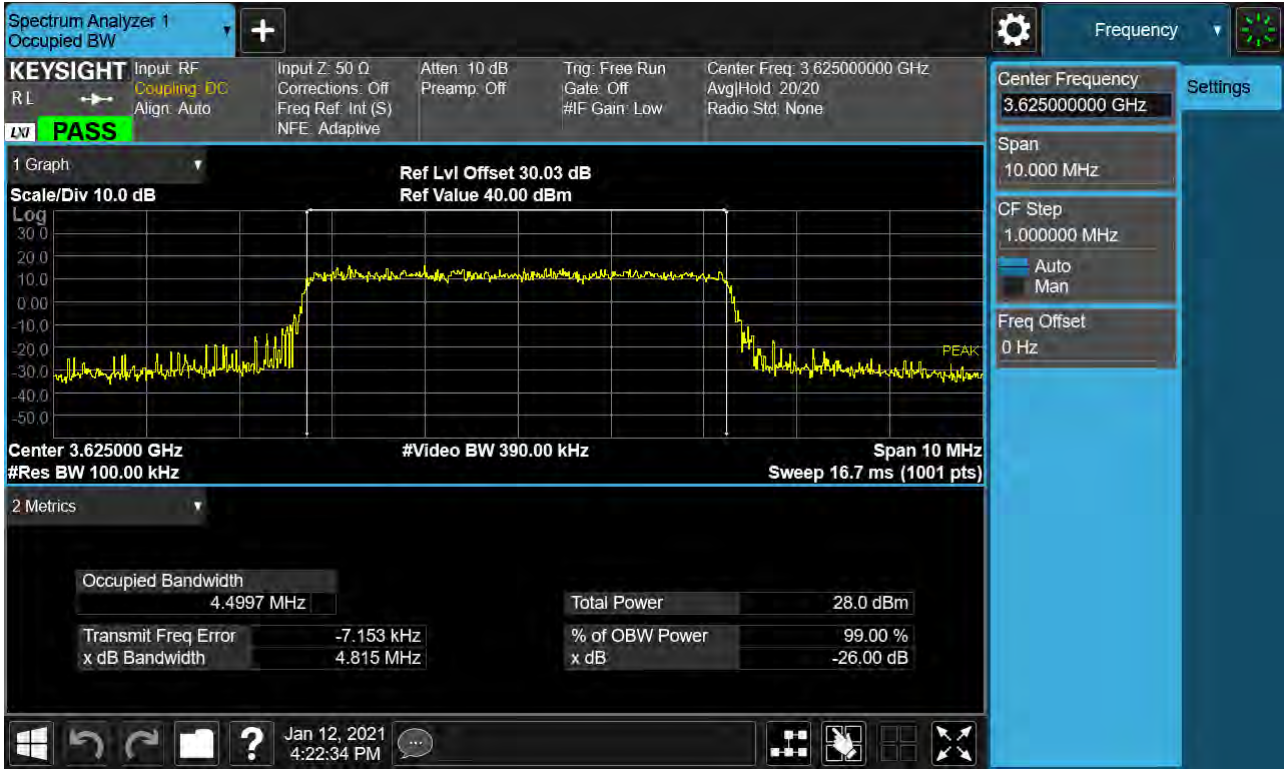 Spectrum Analyzer 1
Occupied BW
Frequency
KEYSIGHT
R L
LXI
PASS
Input: RF
Coupling: DC
Align: Auto
Input Z: 50 Ω
Corrections: Off
Freq Ref: Int (S)
NFE: Adaptive
Atten: 10 dB
Preamp: Off
Trig: Free Run
Gate: Off
#IF Gain: Low
Center Freq: 3.625000000 GHz
Avg|Hold: 20/20
Radio Std: None
Center Frequency
3.625000000 GHz
Settings
Span
10.000 MHz
CF Step
1.000000 MHz
Auto
Man
Freq Offset
0 Hz
1 Graph
Scale/Div 10.0 dB
Ref Lvl Offset 30.03 dB
Ref Value 40.00 dBm
Log
30.0
20.0
10.0
0.00
-10.0
-20.0
-30.0
-40.0
-50.0
PEAK
Center 3.625000 GHz
#Video BW 390.00 kHz
Span 10 MHz
#Res BW 100.00 kHz
Sweep 16.7 ms (1001 pts)
2 Metrics
Occupied Bandwidth
4.4997 MHz
Total Power 28.0 dBm
Transmit Freq Error -7.153 kHz
% of OBW Power 99.00 %
x dB Bandwidth 4.815 MHz
x dB -26.00 dB
?
Jan 12, 2021
4:22:34 PM